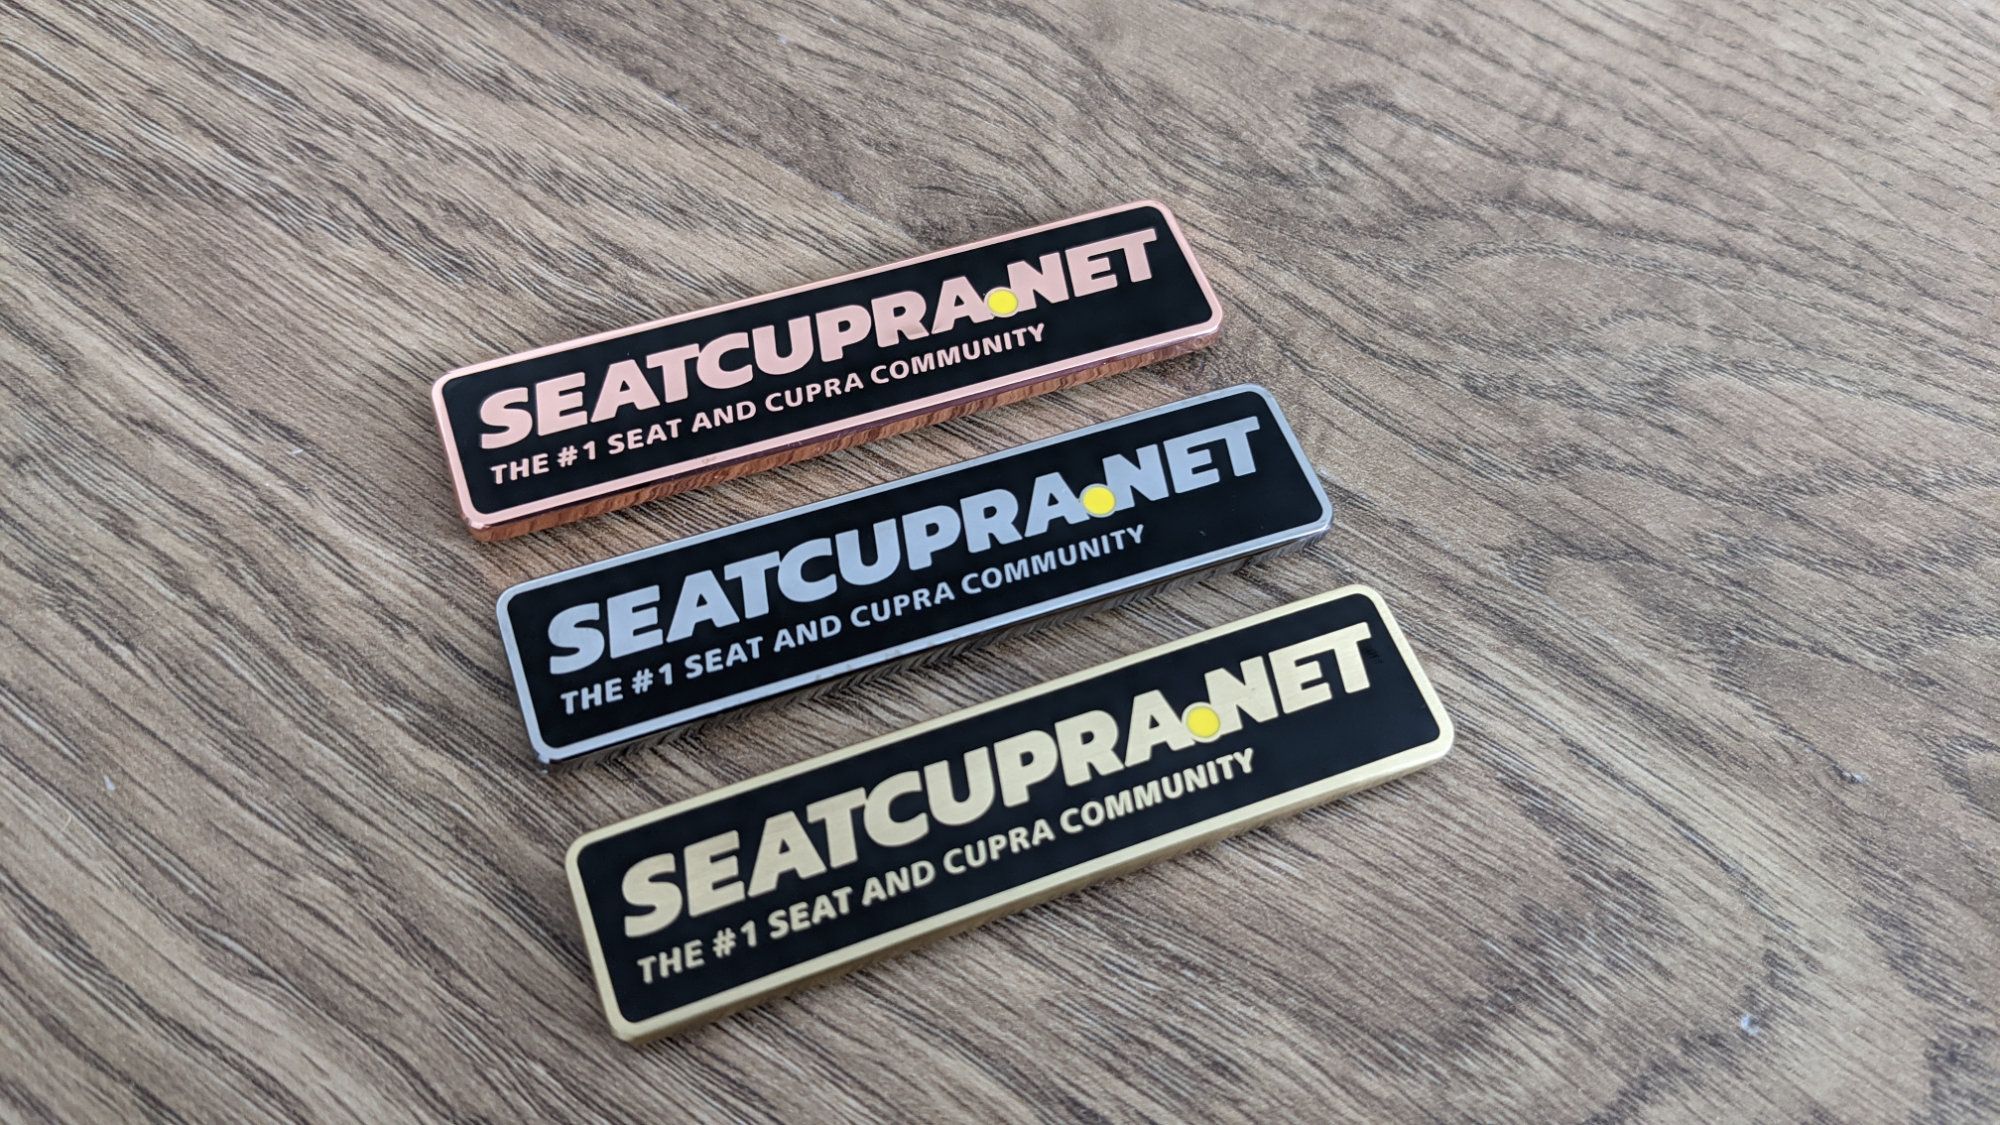 SEATCUPRA.NET
THE #1 SEAT AND CUPRA COMMUNITY
SEATCUPRA.NET
THE #1 SEAT AND CUPRA COMMUNITY
SEATCUPRA.NET
THE #1 SEAT AND CUPRA COMMUNITY